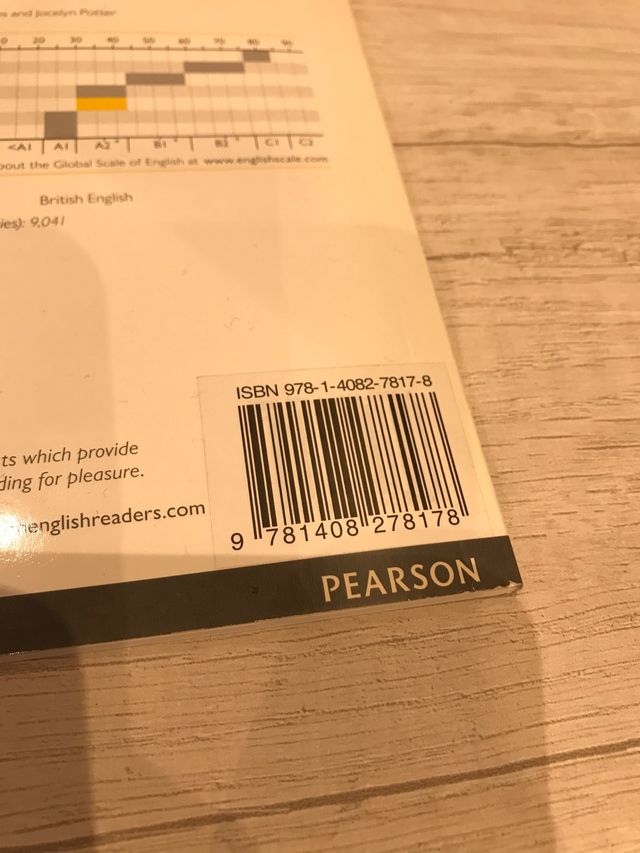 s and Jocelyn Potter
0 20 30 40 50 60 70 80 90
<A1 A1 A2+ B1+ B2+ C1 C2
bout the Global Scale of English at www.englishscale.com
British English
ies): 9,041
ISBN 978-1-4082-7817-8
ts which provide
ding for pleasure.
englishreaders.com
9 781408 278178
PEARSON